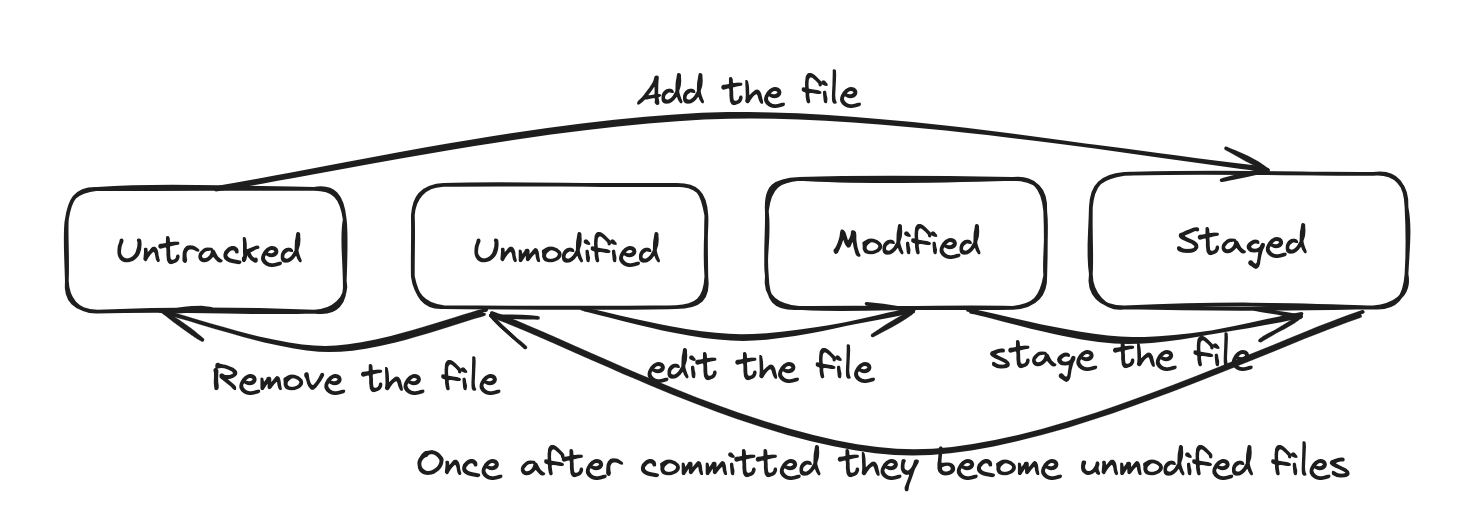 Add the file
Untracked
Unmodified
Modified
Staged
Remove the file
edit the file
stage the file
Once after committed they become unmodifed files